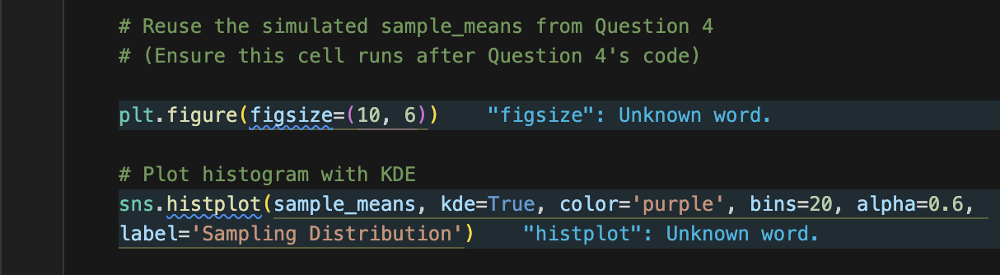 # Reuse the simulated sample_means from Question 4
# (Ensure this cell runs after Question 4's code)
plt.figure(figsize=(10, 6)) "figsize": Unknown word.
# Plot histogram with KDE
sns.histplot(sample_means, kde=True, color='purple', bins=20, alpha=0.6,
label='Sampling Distribution') "histplot": Unknown word.